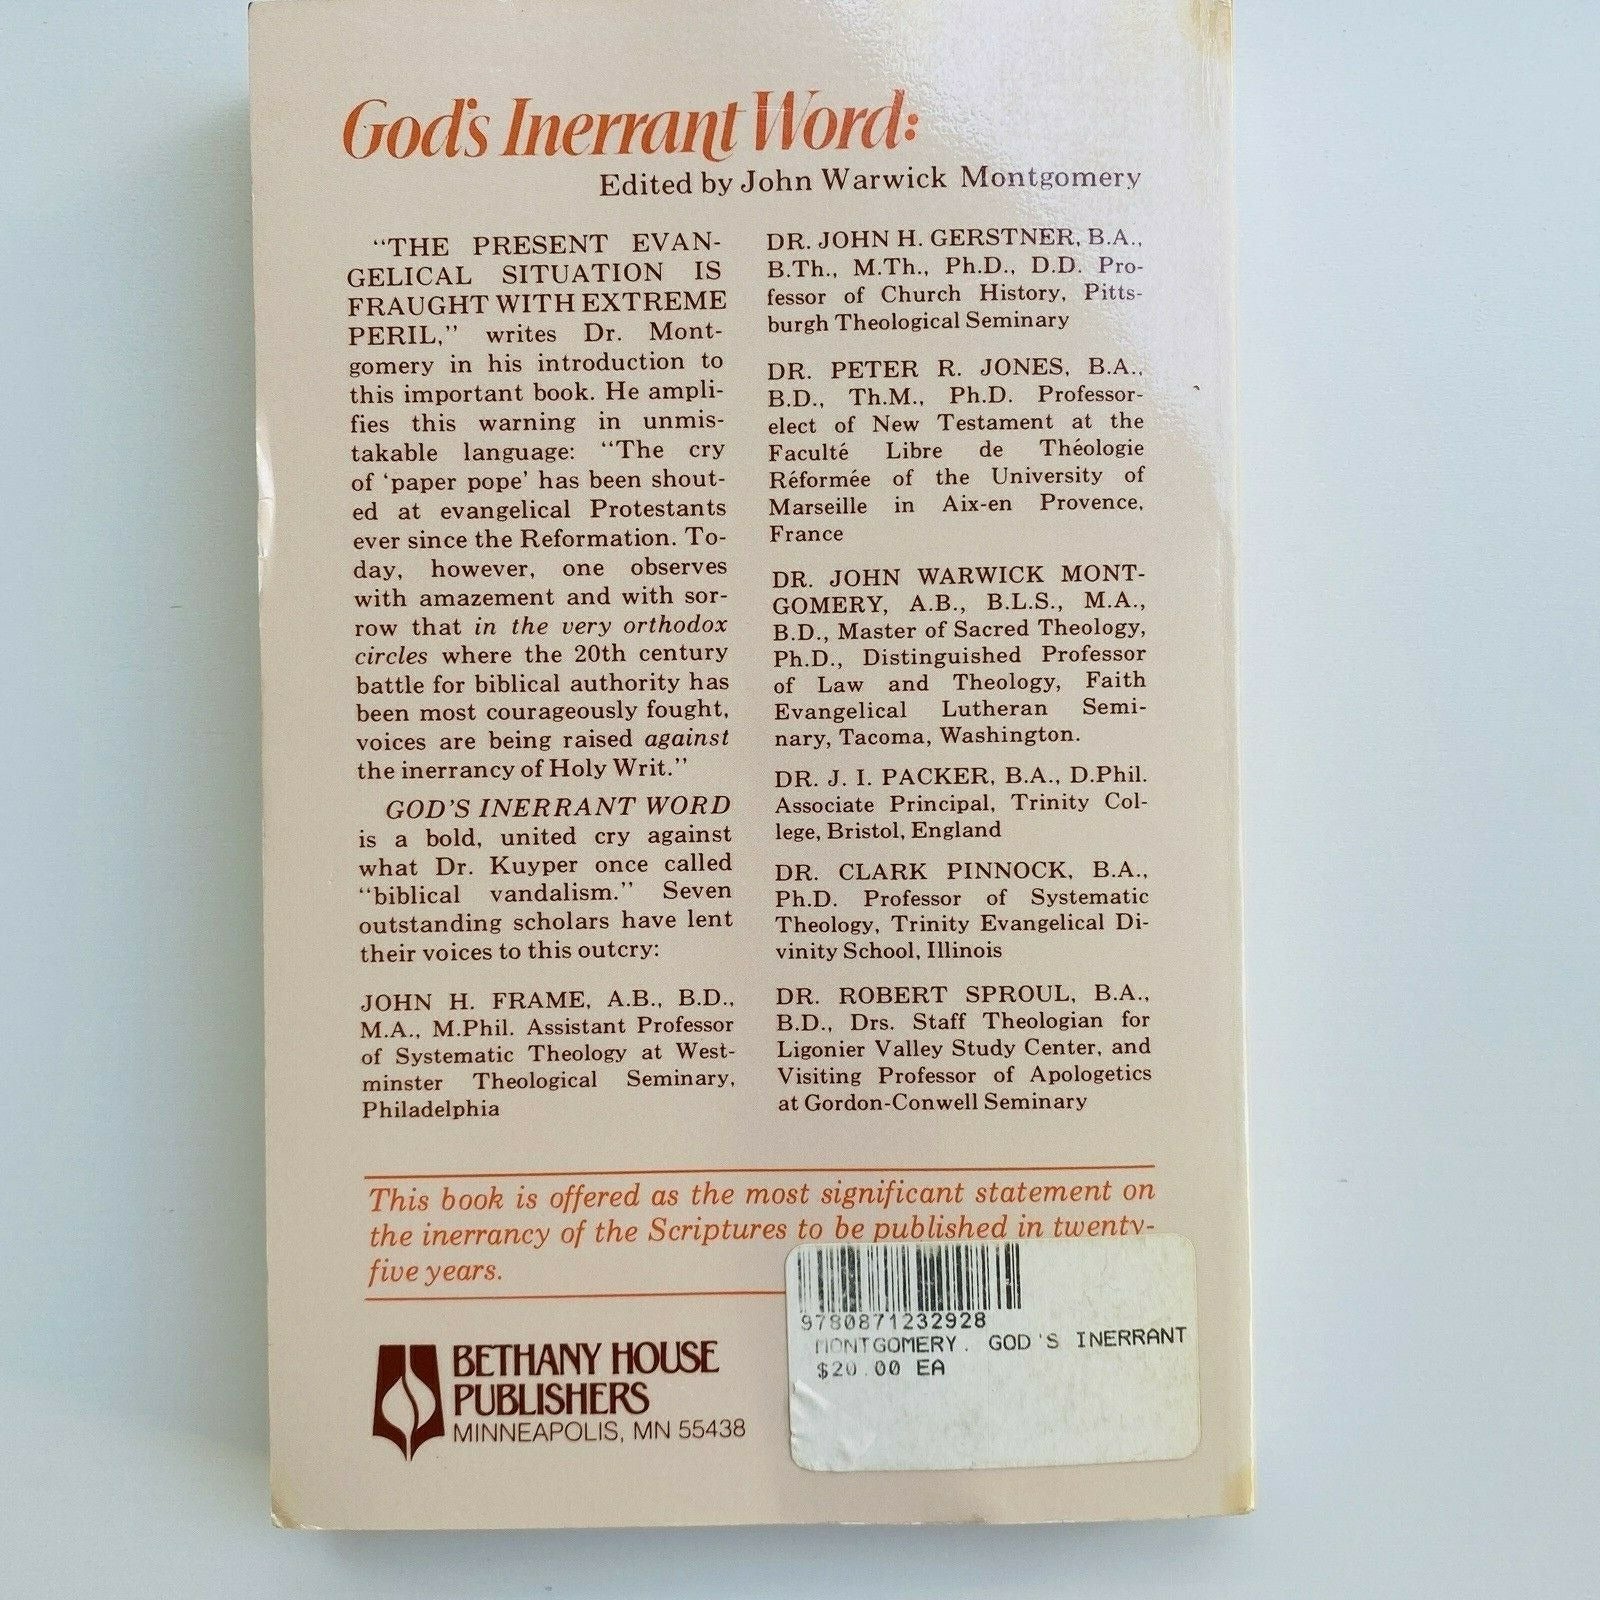 God's Inerrant Word:
Edited by John Warwick Montgomery
“THE PRESENT EVAN-
GELICAL SITUATION IS
FRAUGHT WITH EXTREME
PERIL,” writes Dr. Mont-
gomery in his introduction to
this important book. He ampli-
fies this warning in unmis-
takable language: “The cry
of ‘paper pope’ has been shout-
ed at evangelical Protestants
ever since the Reformation. To-
day, however, one observes
with amazement and with sor-
row that in the very orthodox
circles where the 20th century
battle for biblical authority has
been most courageously fought,
voices are being raised against
the inerrancy of Holy Writ.”
GOD'S INERRANT WORD
is a bold, united cry against
what Dr. Kuyper once called
“biblical vandalism.” Seven
outstanding scholars have lent
their voices to this outcry:
JOHN H. FRAME, A.B., B.D.,
M.A., M.Phil. Assistant Professor
of Systematic Theology at West-
minster Theological Seminary,
Philadelphia
DR. JOHN H. GERSTNER, B.A.,
B.Th., M.Th., Ph.D., D.D. Pro-
fessor of Church History, Pitts-
burgh Theological Seminary
DR. PETER R. JONES, B.A.,
B.D., Th.M., Ph.D. Professor-
elect of New Testament at the
Faculté Libre de Théologie
Réformée of the University of
Marseille in Aix-en Provence,
France
DR. JOHN WARWICK MONT-
GOMERY, A.B., B.L.S., M.A.,
B.D., Master of Sacred Theology,
Ph.D., Distinguished Professor
of Law and Theology, Faith
Evangelical Lutheran Semi-
nary, Tacoma, Washington.
DR. J. I. PACKER, B.A., D.Phil.
Associate Principal, Trinity Col-
lege, Bristol, England
DR. CLARK PINNOCK, B.A.,
Ph.D. Professor of Systematic
Theology, Trinity Evangelical Di-
vinity School, Illinois
DR. ROBERT SPROUL, B.A.,
B.D., Drs. Staff Theologian for
Ligonier Valley Study Center, and
Visiting Professor of Apologetics
at Gordon-Conwell Seminary
This book is offered as the most significant statement on
the inerrancy of the Scriptures to be published in twenty-
five years.
BETHANY HOUSE
PUBLISHERS
MINNEAPOLIS, MN 55438
9780871232928
MONTGOMERY. GOD'S INERRANT
$20.00 EA